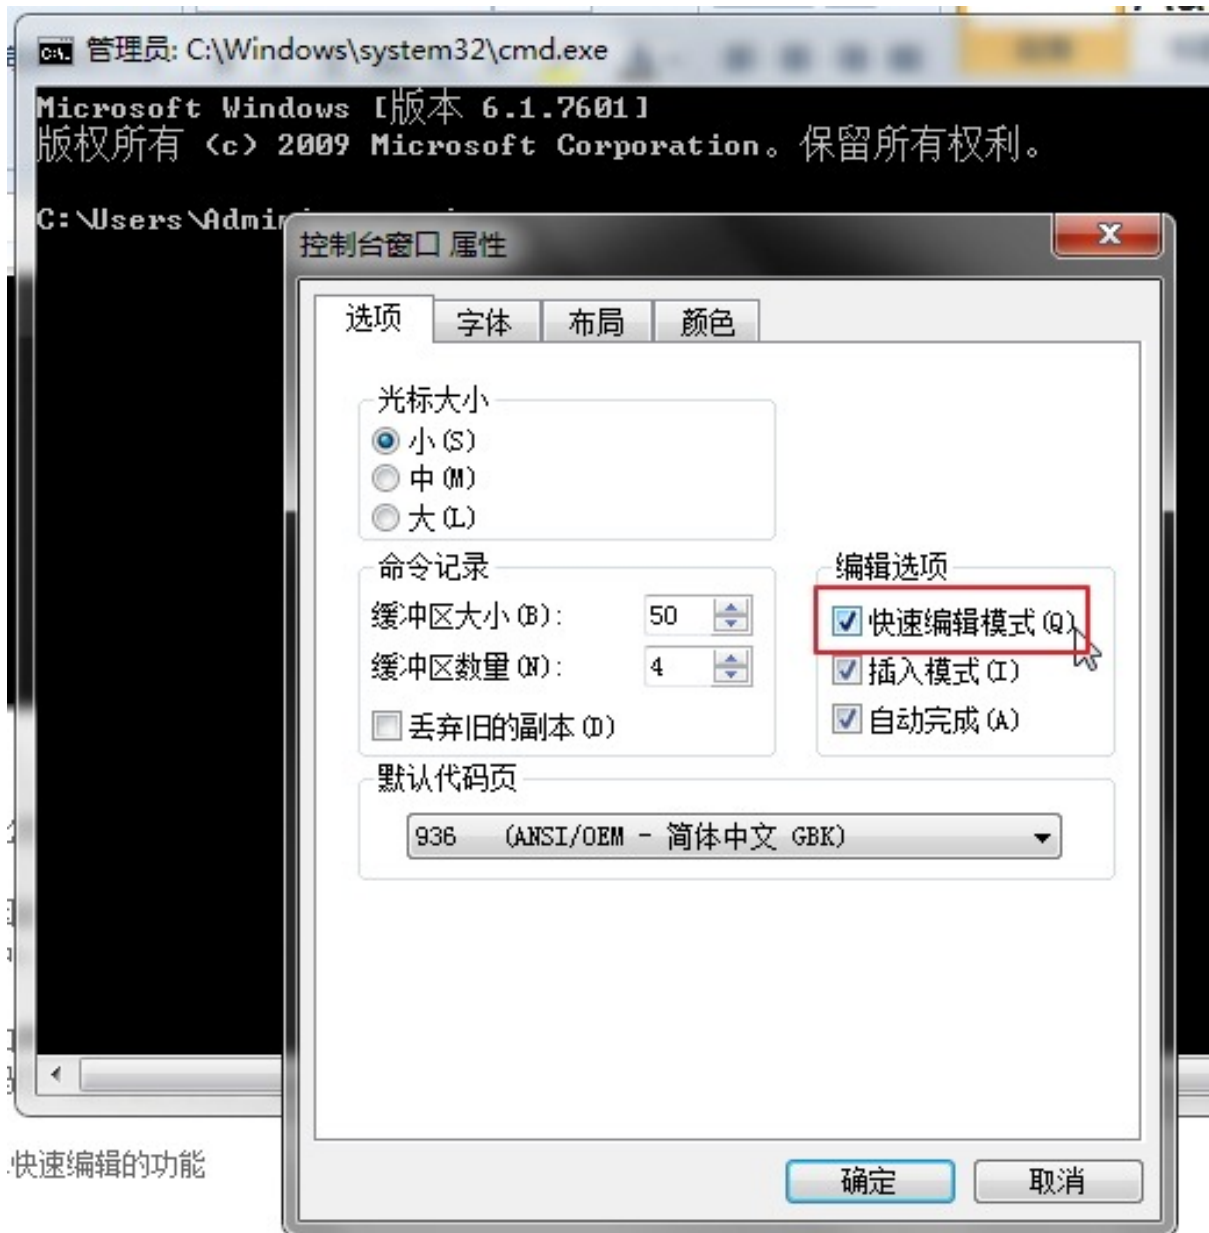 管理员: C:\Windows\system32\cmd.exe
Microsoft Windows [版本 6.1.7601]
版权所有 (c) 2009 Microsoft Corporation。保留所有权利。
C:\Users\Admi
控制台窗口 属性
选项 字体 布局 颜色
光标大小
小(S)
中(M)
大(L)
命令记录
缓冲区大小(B): 50
缓冲区数量(N): 4
丢弃旧的副本(D)
编辑选项
快速编辑模式(Q)
插入模式(I)
自动完成(A)
默认代码页
936 (ANSI/OEM - 简体中文 GBK)
快速编辑的功能
确定 取消